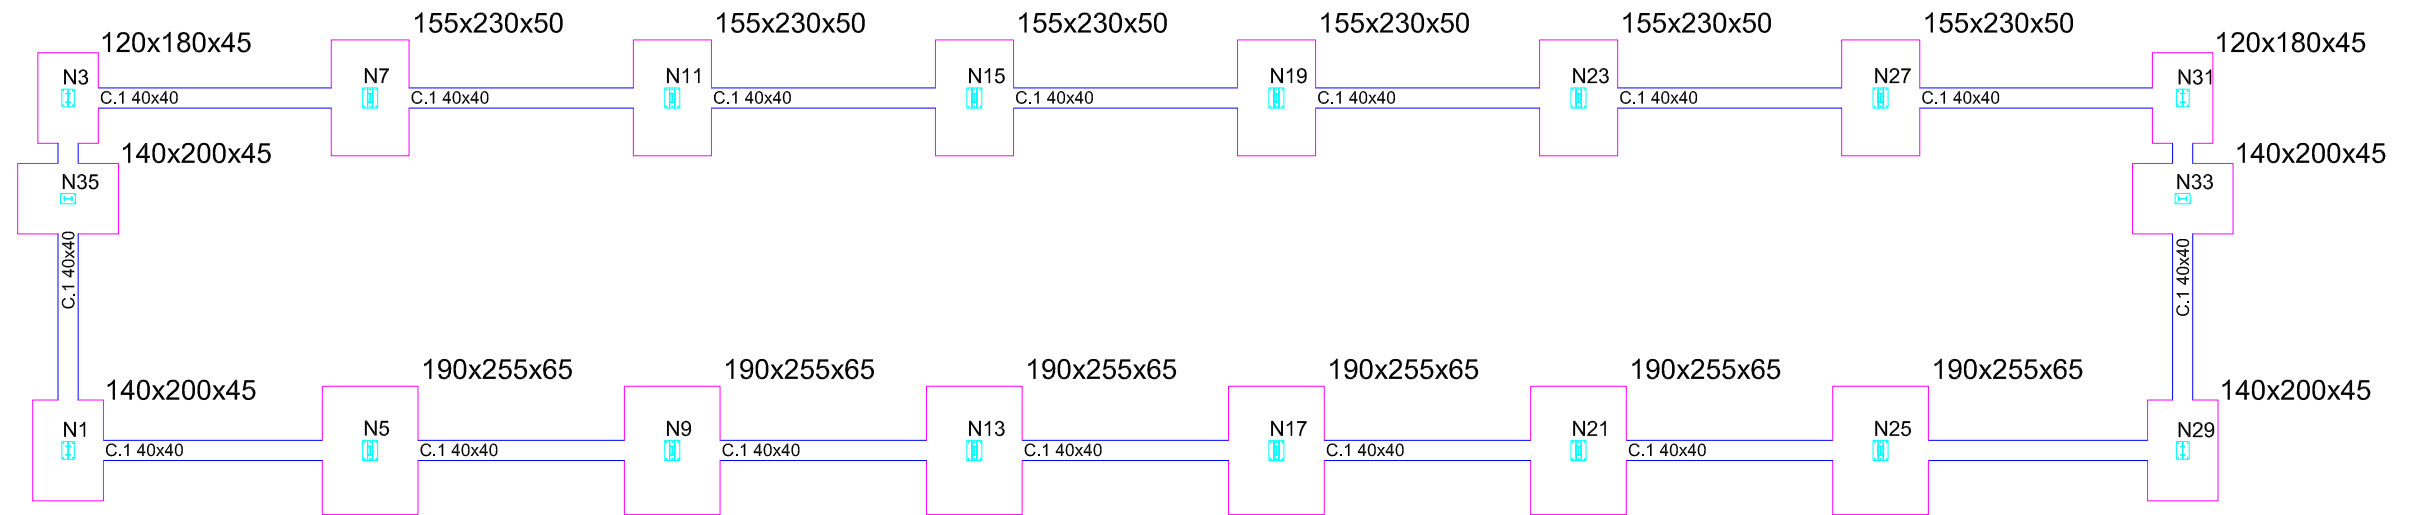 155x230x50 155x230x50 155x230x50 155x230x50 155x230x50 155x230x50
120x180x45 120x180x45
N3 N7 N11 N15 N19 N23 N27 N31
C.1 40x40 C.1 40x40 C.1 40x40 C.1 40x40 C.1 40x40 C.1 40x40 C.1 40x40
140x200x45 140x200x45
N35 N33
C.1 40x40 C.1 40x40
190x255x65 190x255x65 190x255x65 190x255x65 190x255x65 190x255x65
140x200x45 140x200x45
N1 N5 N9 N13 N17 N21 N25 N29
C.1 40x40 C.1 40x40 C.1 40x40 C.1 40x40 C.1 40x40 C.1 40x40